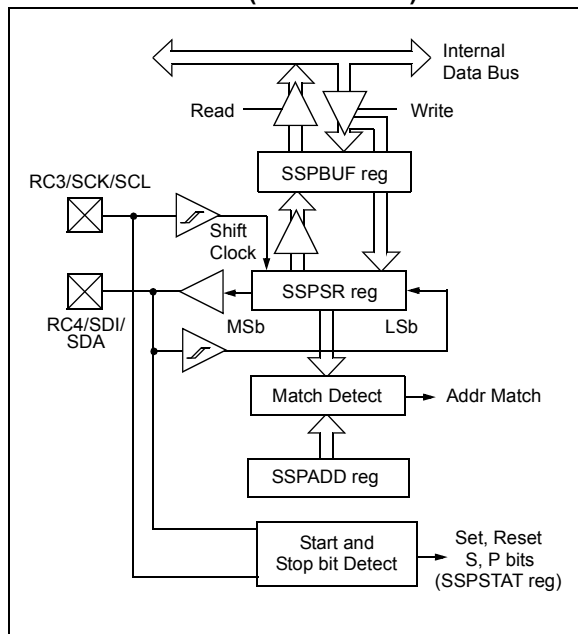 Internal
Data Bus
Read
Write
SSPBUF reg
RC3/SCK/SCL
Shift
Clock
SSPSR reg
MSb
LSb
RC4/SDI/
SDA
Match Detect
Addr Match
SSPADD reg
Start and
Stop bit Detect
Set, Reset
S, P bits
(SSPSTAT reg)